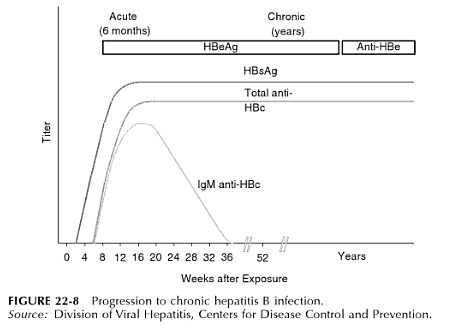 Acute
(6 months)
Chronic
(years)
HBeAg
Anti-HBe
HBsAg
Total anti-
HBc
IgM anti-HBc
Titer
0 4 8 12 16 20 24 28 32 36 52 Years
Weeks after Exposure
FIGURE 22-8 Progression to chronic hepatitis B infection.
Source: Division of Viral Hepatitis, Centers for Disease Control and Prevention.